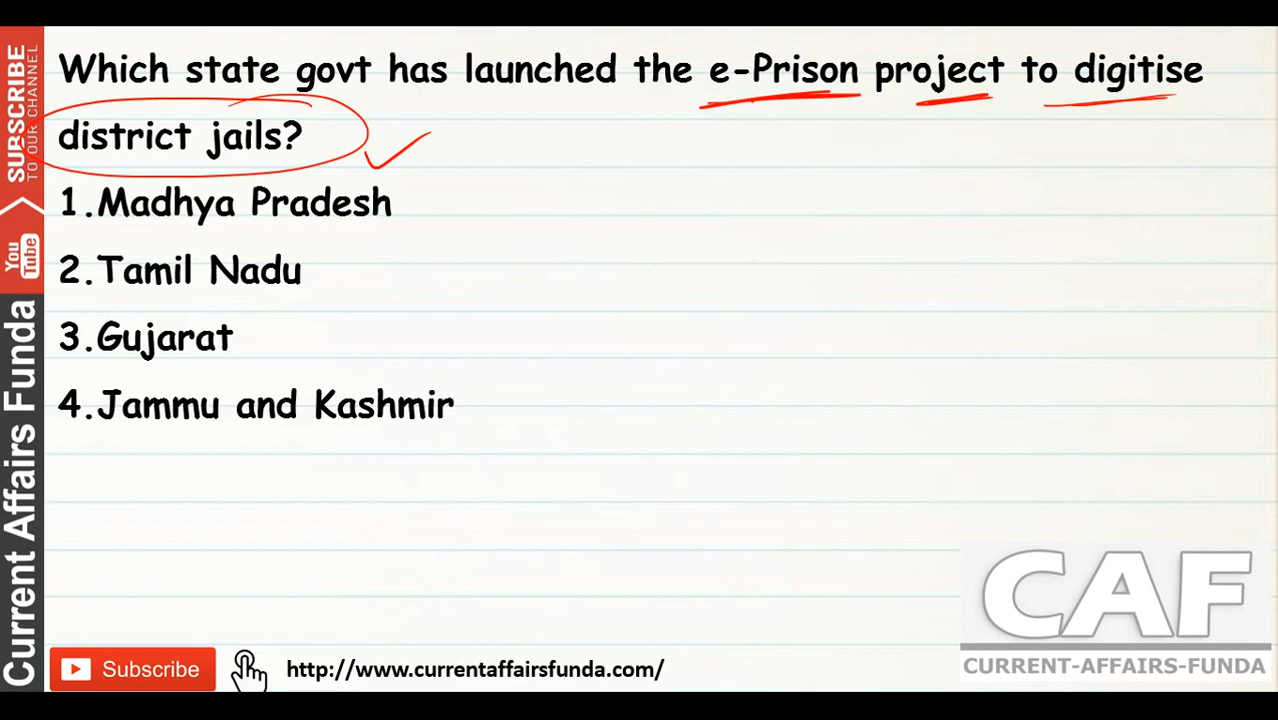 Which state govt has launched the e-Prison project to digitise
district jails?
1.Madhya Pradesh
2.Tamil Nadu
3.Gujarat
4.Jammu and Kashmir
SUBSCRIBE
TO OUR CHANNEL
You
Tube
Current Affairs Funda
CAF
CURRENT-AFFAIRS-FUNDA
Subscribe
http://www.currentaffairsfunda.com/